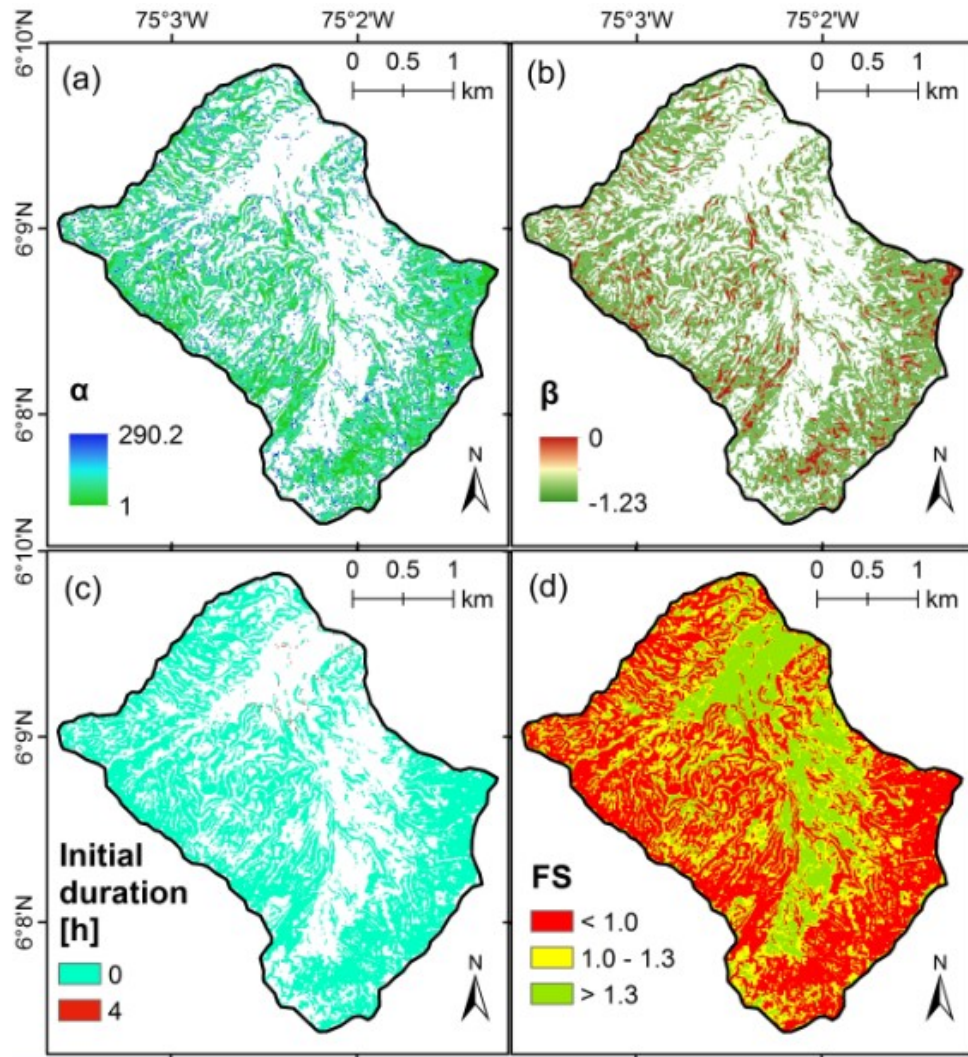 75°3'W 75°2'W 75°3'W 75°2'W
6°10'N
(a) 0 0.5 1 (b) 0 0.5 1
km km
6°9'N
α β
290.2 0
6°8'N
N N
1 -1.23
6°10'N
(c) 0 0.5 1 (d) 0 0.5 1
km km
6°9'N
Initial
duration FS
[h] < 1.0
6°8'N
N N
0 1.0 - 1.3
4 > 1.3